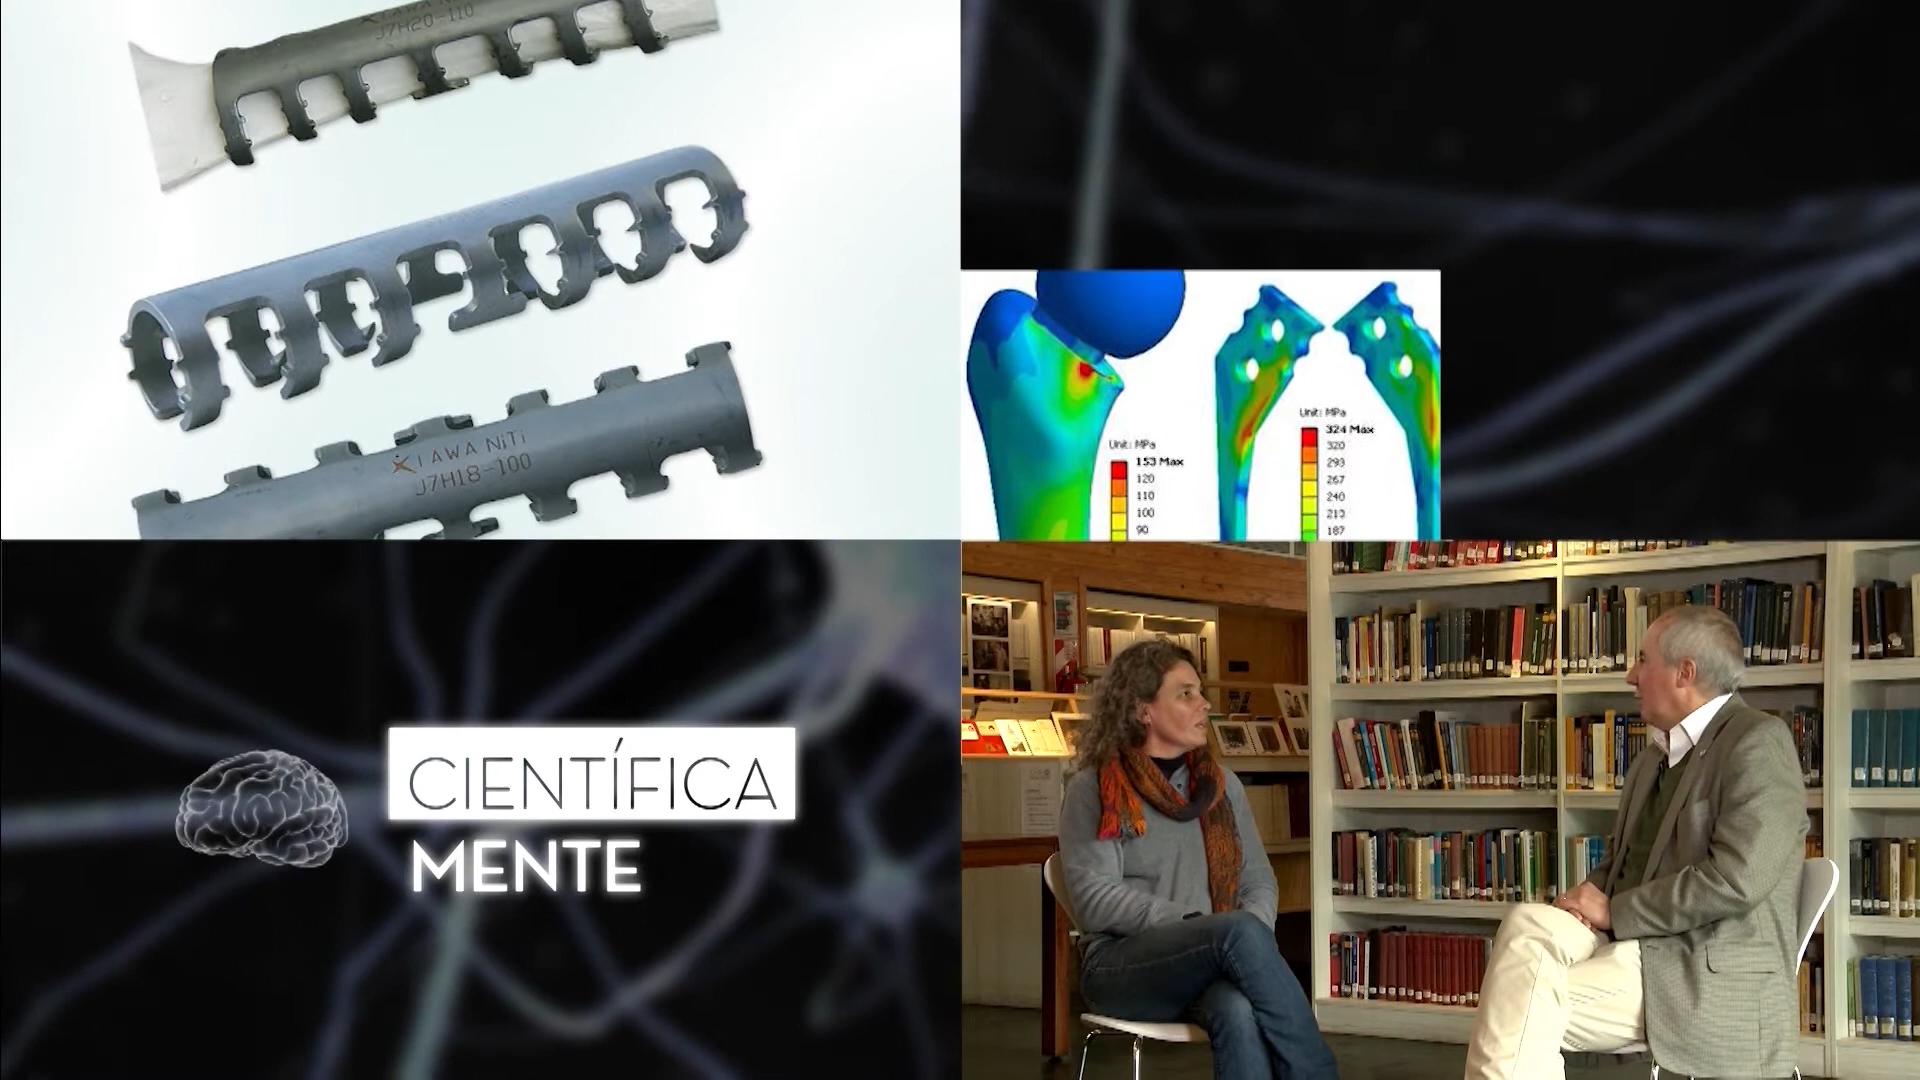 J7H20-110
IAWA NiTi
J7H18-100
Unit: MPa
153 Max
120
110
100
90
Unit: MPa
324 Max
320
293
267
240
213
187
CIENTÍFICA
MENTE